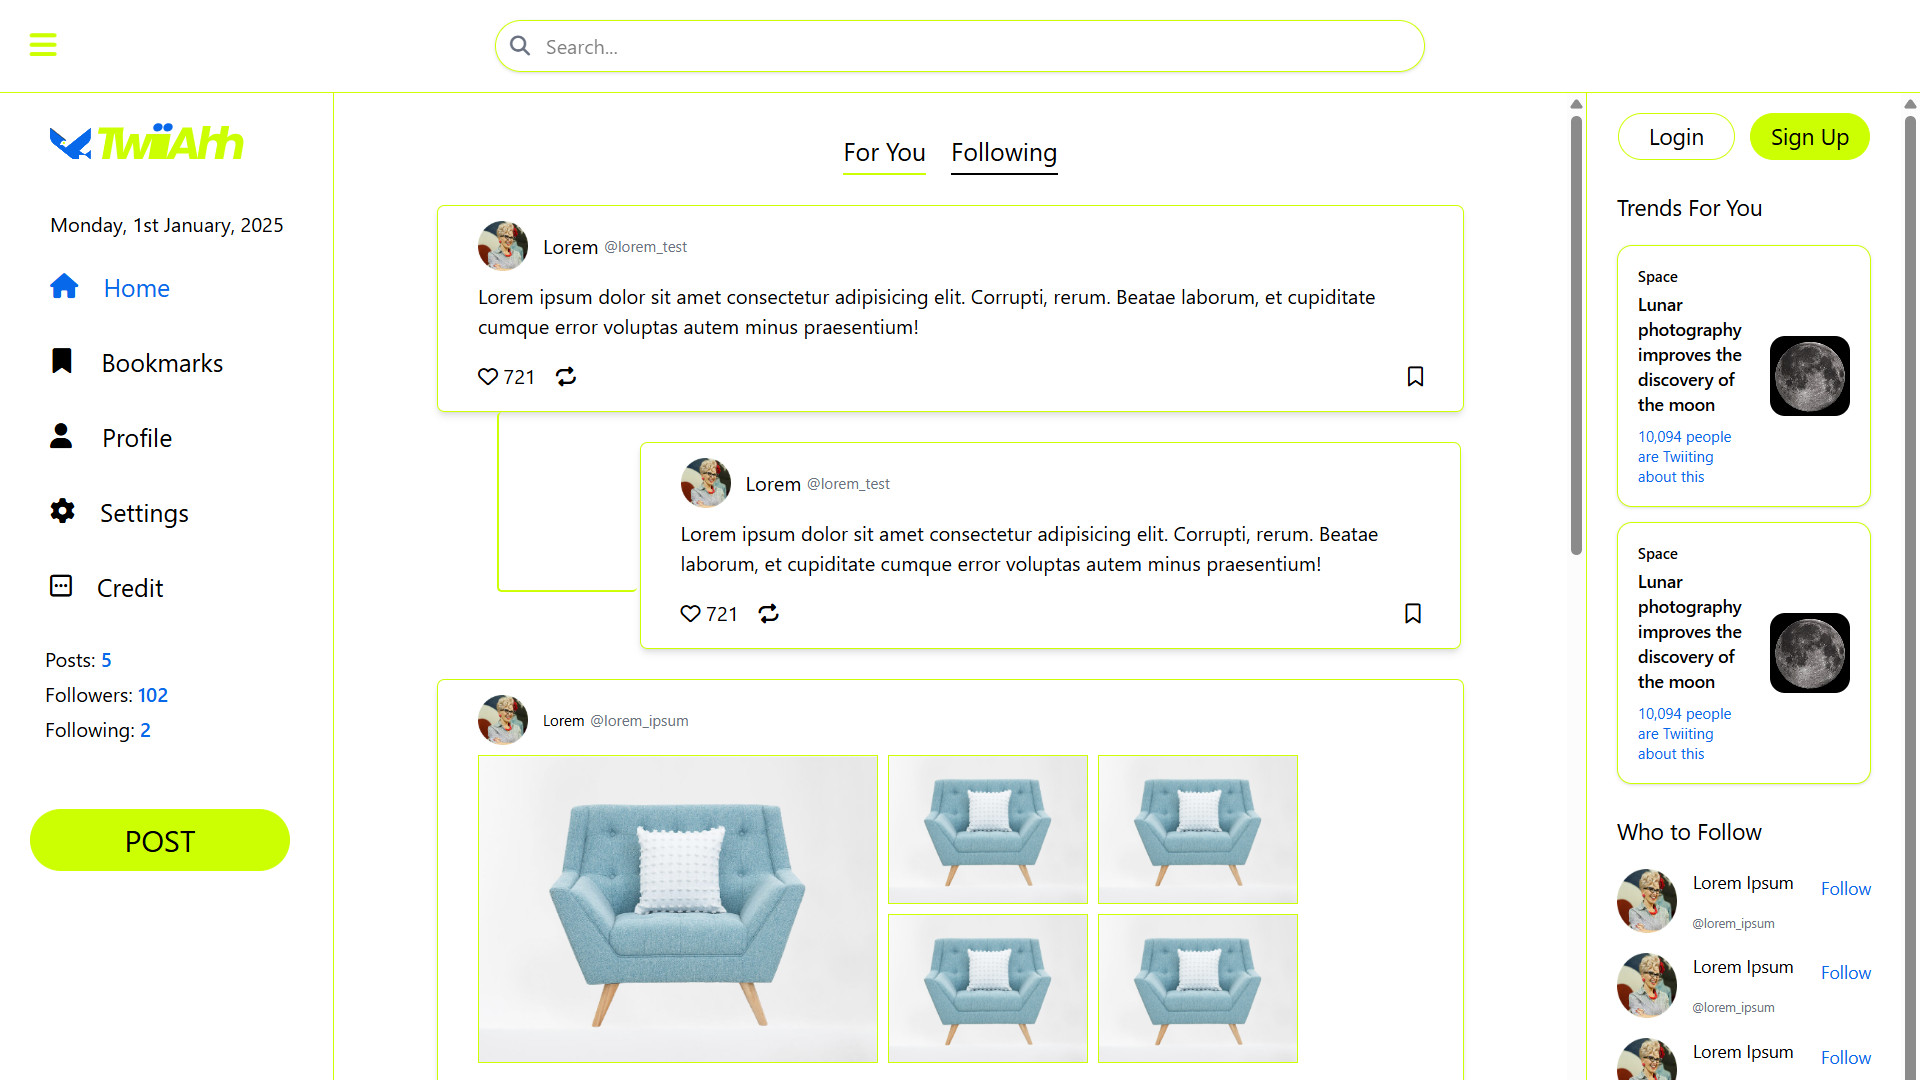 Search...
TwiiAhh
Monday, 1st January, 2025
Home
Bookmarks
Profile
Settings
Credit
Posts: 5
Followers: 102
Following: 2
POST
For You Following
Lorem @lorem_test
Lorem ipsum dolor sit amet consectetur adipisicing elit. Corrupti, rerum. Beatae laborum, et cupiditate
cumque error voluptas autem minus praesentium!
721
Lorem @lorem_test
Lorem ipsum dolor sit amet consectetur adipisicing elit. Corrupti, rerum. Beatae
laborum, et cupiditate cumque error voluptas autem minus praesentium!
721
Lorem @lorem_ipsum
Login Sign Up
Trends For You
Space
Lunar
photography
improves the
discovery of
the moon
10,094 people
are Twiiting
about this
Space
Lunar
photography
improves the
discovery of
the moon
10,094 people
are Twiiting
about this
Who to Follow
Lorem Ipsum Follow
@lorem_ipsum
Lorem Ipsum Follow
@lorem_ipsum
Lorem Ipsum Follow